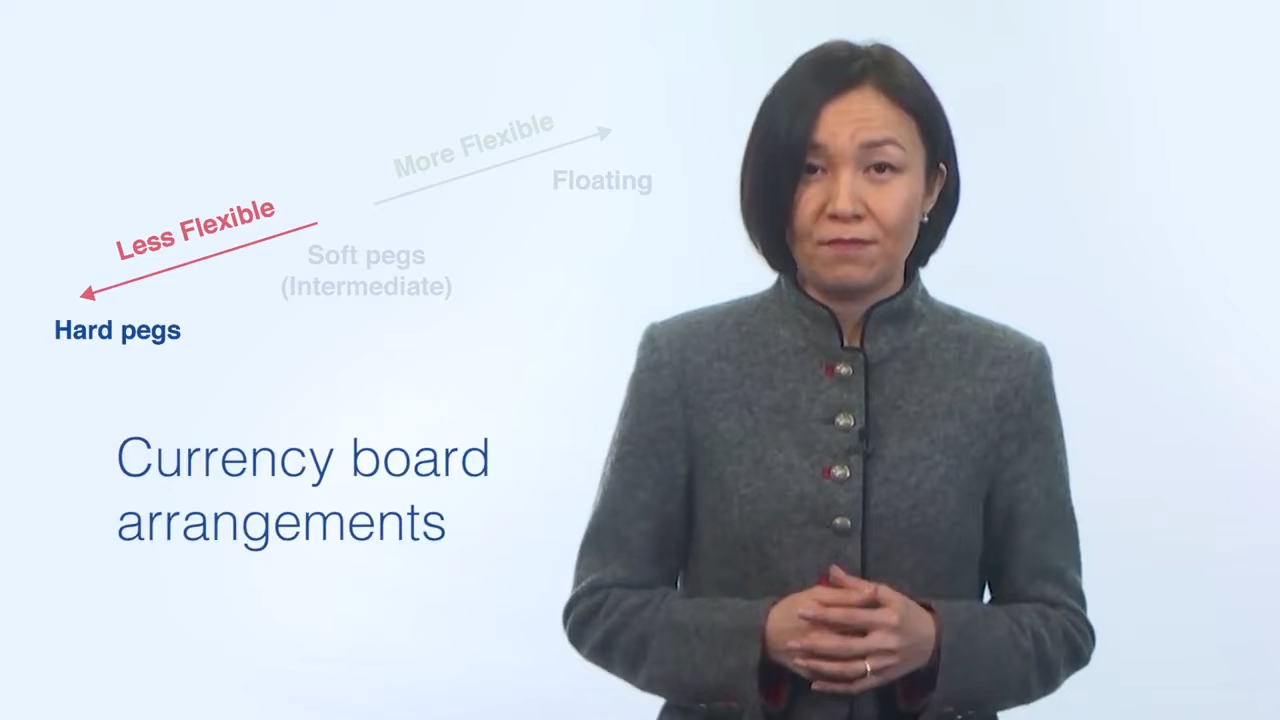 More Flexible
Floating
Less Flexible
Soft pegs
(Intermediate)
Hard pegs
Currency board
arrangements